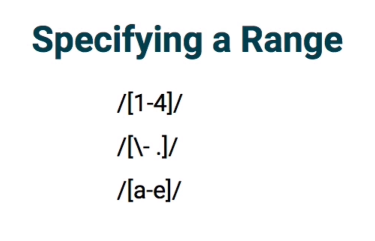 Specifying a Range
/[1-4]/
/[\- .]/
/[a-e]/